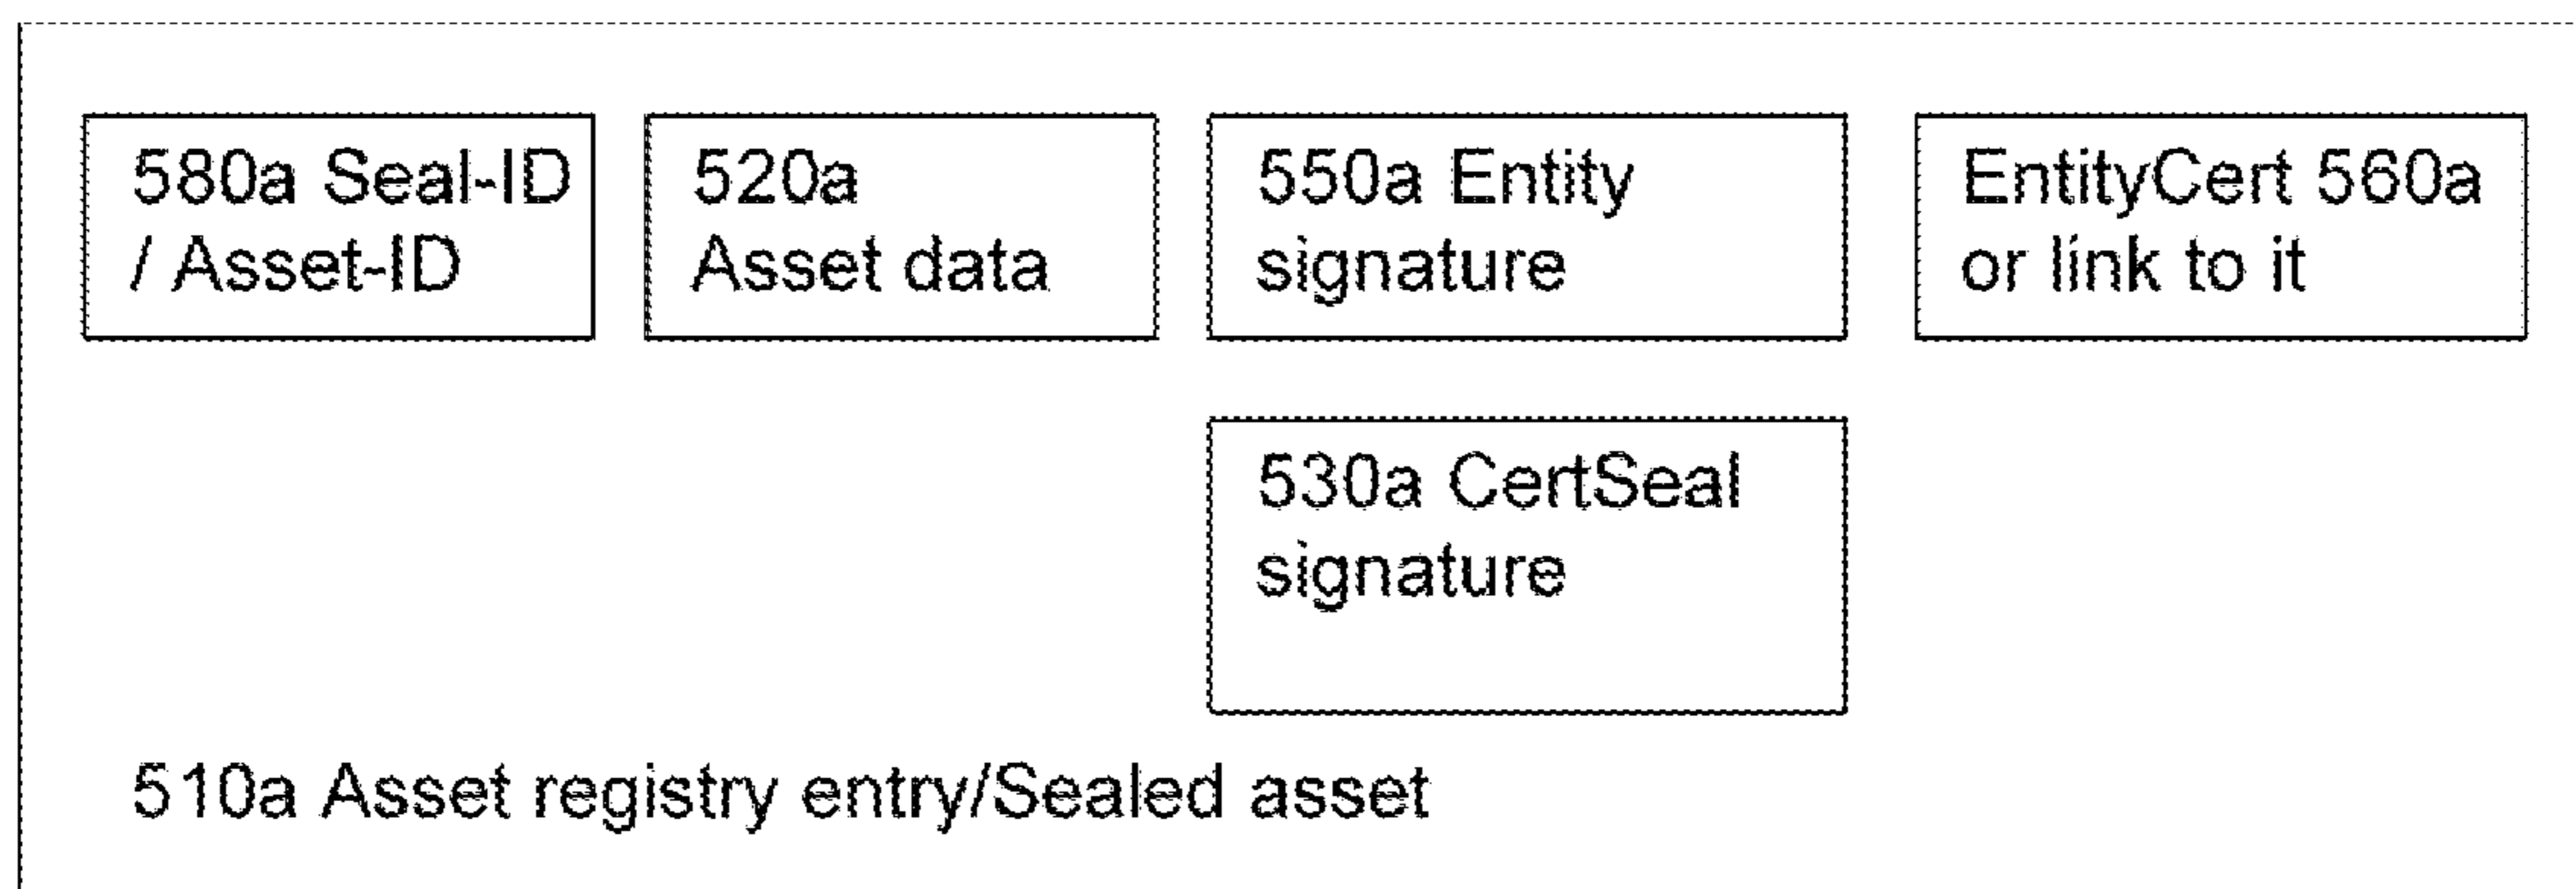 580a Seal-ID
/ Asset-ID
520a
Asset data
550a Entity
signature
EntityCert 560a
or link to it
530a CertSeal
signature
510a Asset registry entry/Sealed asset